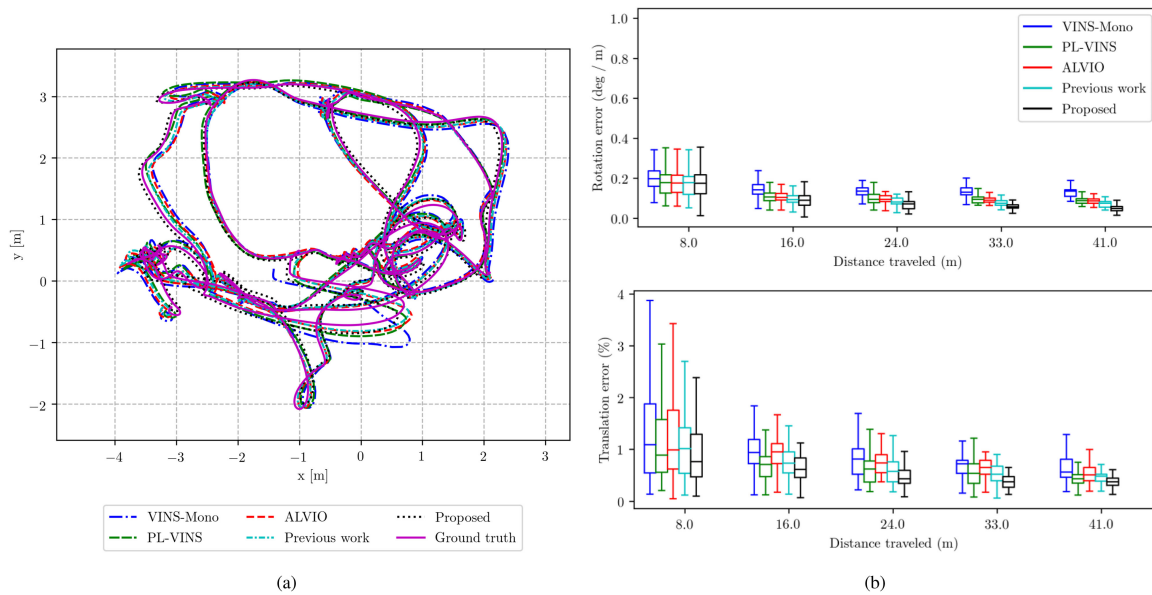 3
2
1
0
−1
−2
y [m]
−4 −3 −2 −1 0 1 2 3
x [m]
VINS-Mono ALVIO Proposed
PL-VINS Previous work Ground truth
(a)
1.0
0.8
0.6
0.4
0.2
0.0
Rotation error (deg / m)
VINS-Mono
PL-VINS
ALVIO
Previous work
Proposed
8.0 16.0 24.0 33.0 41.0
Distance traveled (m)
4
3
2
1
0
Translation error (%)
8.0 16.0 24.0 33.0 41.0
Distance traveled (m)
(b)